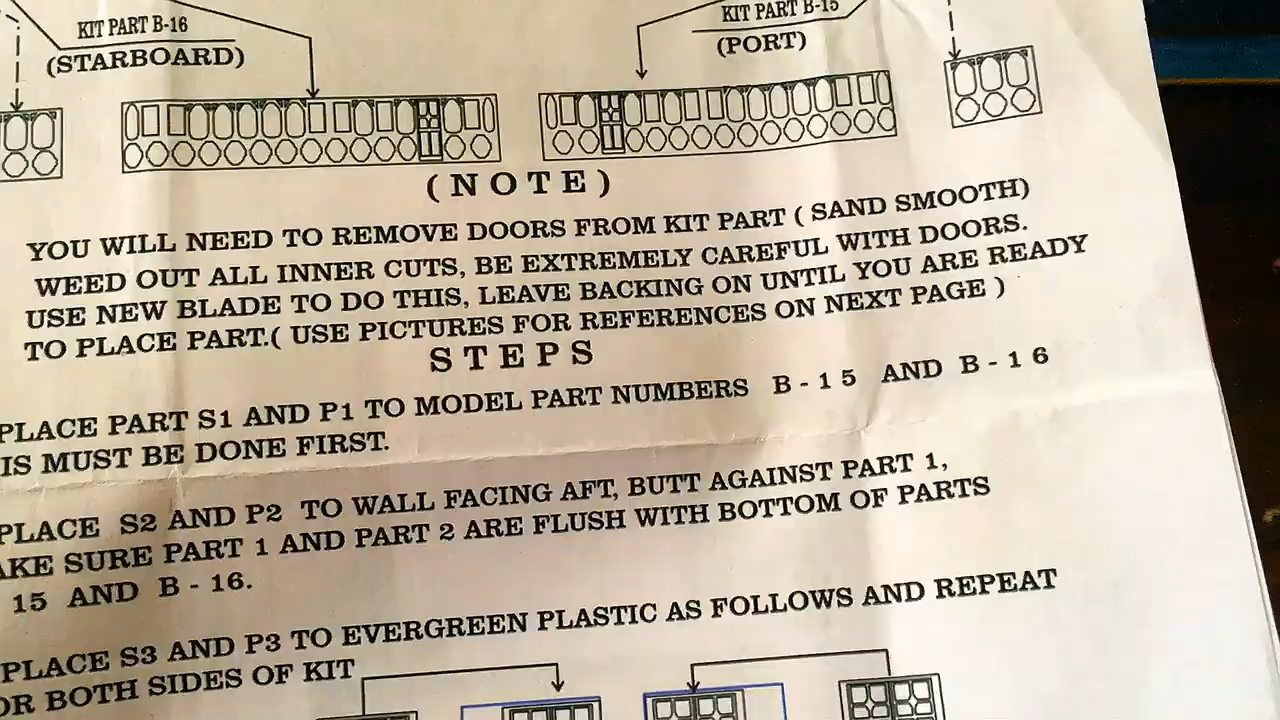 KIT PART B-16
(STARBOARD)
KIT PART B-15
(PORT)
( N O T E )
YOU WILL NEED TO REMOVE DOORS FROM KIT PART ( SAND SMOOTH)
WEED OUT ALL INNER CUTS, BE EXTREMELY CAREFUL WITH DOORS.
USE NEW BLADE TO DO THIS, LEAVE BACKING ON UNTIL YOU ARE READY
TO PLACE PART.( USE PICTURES FOR REFERENCES ON NEXT PAGE )
S T E P S
PLACE PART S1 AND P1 TO MODEL PART NUMBERS B - 1 5 AND B - 1 6
IS MUST BE DONE FIRST.
PLACE S2 AND P2 TO WALL FACING AFT, BUTT AGAINST PART 1,
AKE SURE PART 1 AND PART 2 ARE FLUSH WITH BOTTOM OF PARTS
15 AND B - 16.
PLACE S3 AND P3 TO EVERGREEN PLASTIC AS FOLLOWS AND REPEAT
OR BOTH SIDES OF KIT